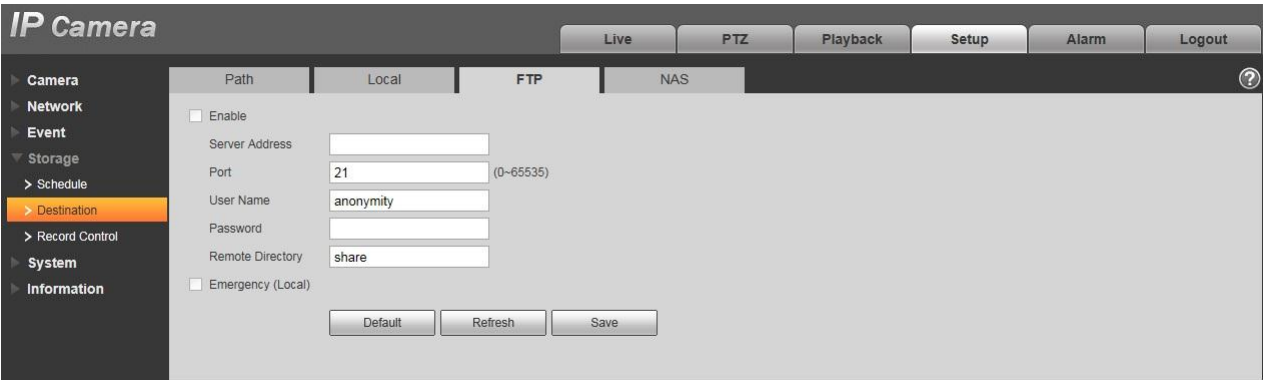 IP Camera
Live PTZ Playback Setup Alarm Logout
Camera
Network
Event
Storage
> Schedule
> Destination
> Record Control
System
Information
Path Local FTP NAS ?
Enable
Server Address
Port 21 (0~65535)
User Name anonymity
Password
Remote Directory share
Emergency (Local)
Default Refresh Save